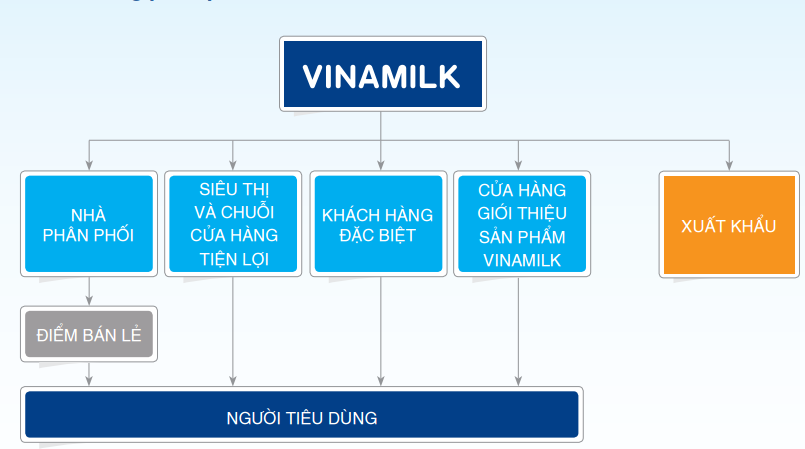 VINAMILK
NHÀ
PHÂN PHỐI
SIÊU THỊ
VÀ CHUỖI
CỬA HÀNG
TIỆN LỢI
KHÁCH HÀNG
ĐẶC BIỆT
CỬA HÀNG
GIỚI THIỆU
SẢN PHẨM
VINAMILK
XUẤT KHẨU
ĐIỂM BÁN LẺ
NGƯỜI TIÊU DÙNG